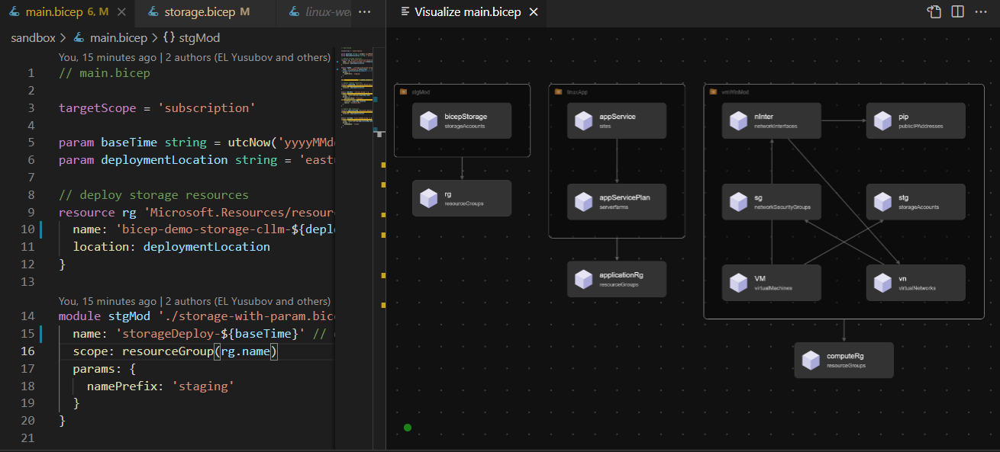 main.bicep 6, M
storage.bicep M
linux-we
Visualize main.bicep
sandbox > main.bicep > {} stgMod
You, 15 minutes ago | 2 authors (EL Yusubov and others)
1 // main.bicep
2
3 targetScope = 'subscription'
4
5 param baseTime string = utcNow('yyyyMMd
6 param deploymentLocation string = 'east
7
8 // deploy storage resources
9 resource rg 'Microsoft.Resources/resour
10 name: 'bicep-demo-storage-cllm-${depl
11 location: deploymentLocation
12 }
13
You, 15 minutes ago | 2 authors (EL Yusubov and others)
14 module stgMod './storage-with-param.bic
15 name: 'storageDeploy-${baseTime}' //
16 scope: resourceGroup(rg.name)
17 params: {
18 namePrefix: 'staging'
19 }
20 }
21
stgMod
bicepStorage
storageAccounts
rg
resourceGroups
linuxApp
appService
sites
appServicePlan
serverfarms
applicationRg
resourceGroups
vmWinMod
nInter
networkInterfaces
pip
publicIPAddresses
sg
networkSecurityGroups
stg
storageAccounts
VM
virtualMachines
vn
virtualNetworks
computeRg
resourceGroups